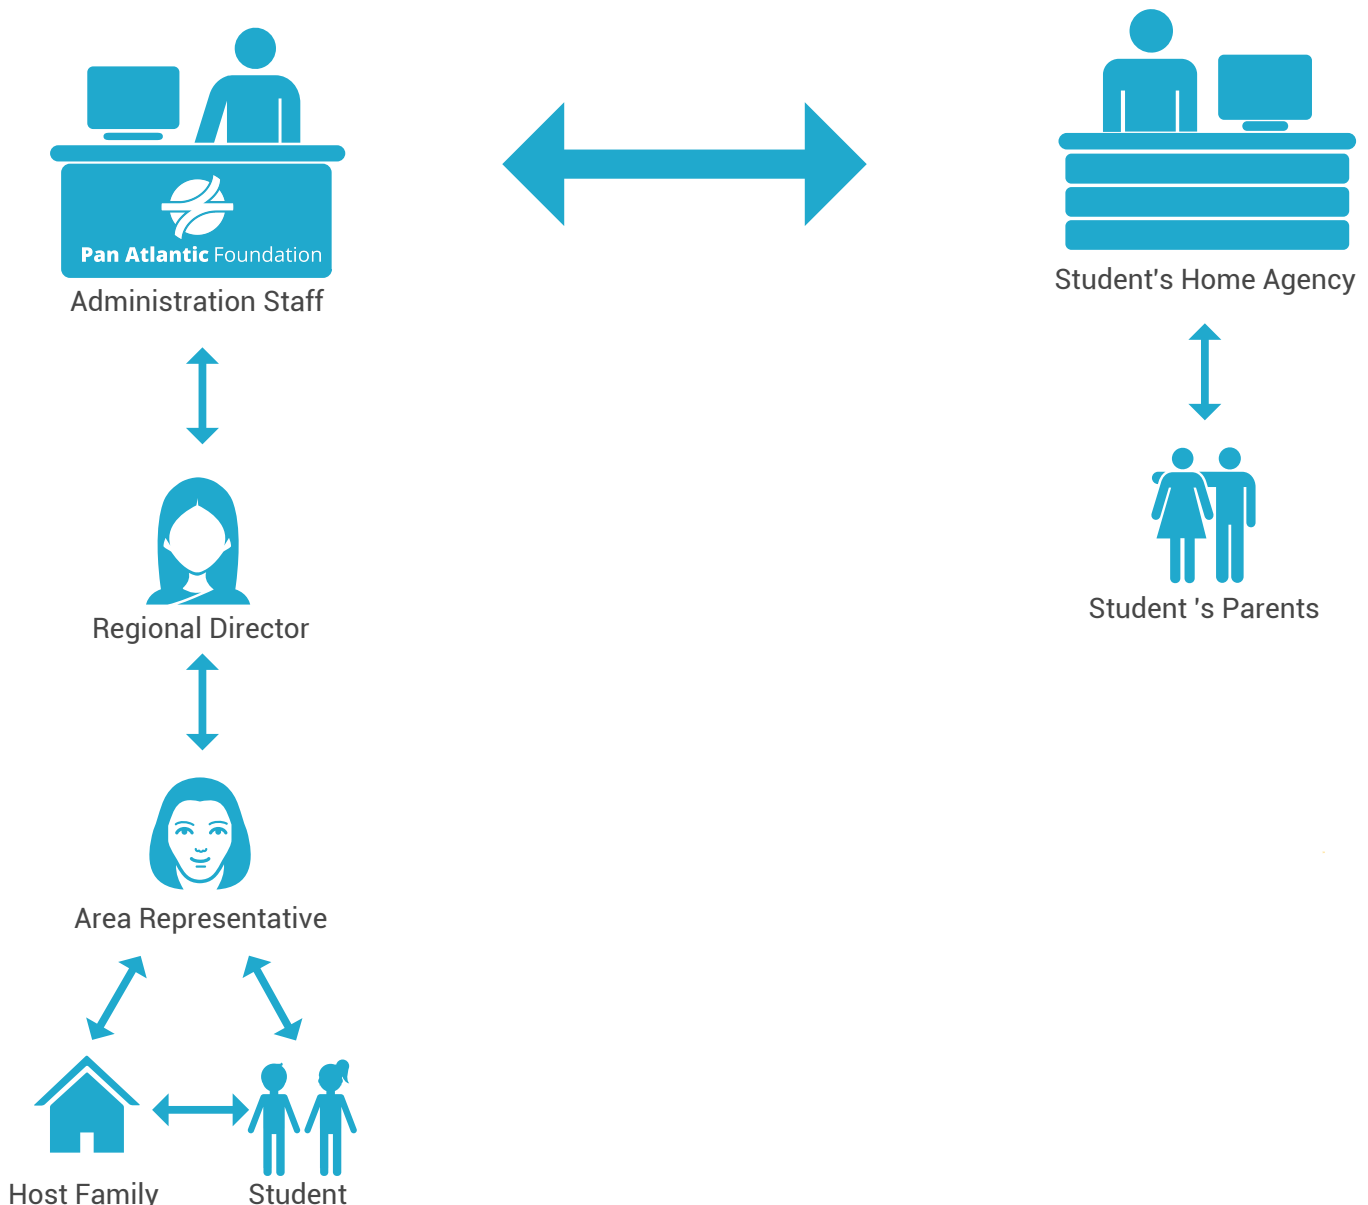 Pan Atlantic Foundation
Administration Staff
Student's Home Agency
Regional Director
Student 's Parents
Area Representative
Host Family
Student